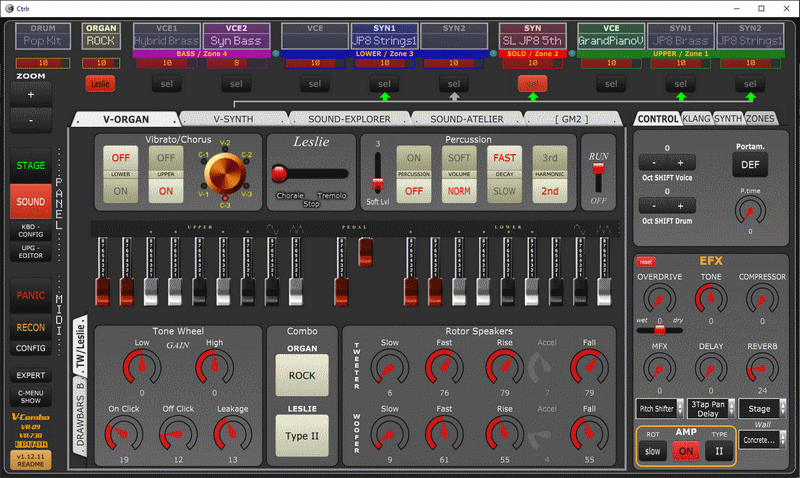 Ctrlr
DRUM
Pop Kit
ORGAN
ROCK
VCE1
Hybrid Brass
VCE2
Syn Bass
VCE
SYN1
JP8 Strings1
SYN2
SYN
SL JP8 5th
VCE
GrandPianoV
SYN1
JP8 Brass
SYN2
JP8 Strings1
BASS / Zone 4
LOWER / Zone 3
SOLO / Zone 2
UPPER / Zone 1
10
10
10
8
10
10
10
10
10
10
Leslie
sel
sel
sel
sel
sel
sel
sel
sel
sel
ZOOM
+
-
STAGE
SOUND
KBD -
CONFIG
UPG -
EDITOR
PANEL
PANIC
RECON
CONFIG
MIDI
EXPERT
C-MENU
SHOW
V-Combo
VR-09
VR-730
EDITOR
v1.12.11
README
V-ORGAN
V-SYNTH
SOUND-EXPLORER
SOUND-ATELIER
[ GM2 ]
Vibrato/Chorus
OFF
LOWER
ON
OFF
UPPER
ON
V-2
C-1
C-2
V-1
V-3
C-3
Leslie
Chorale
Tremolo
Stop
Percussion
3
Soft Lvl
ON
PERCUSSION
OFF
SOFT
VOLUME
NORM
FAST
DECAY
SLOW
3rd
HARMONIC
2nd
RUN
OFF
UPPER
PEDAL
LOWER
TW/Leslie
DRAWBARS B
Tone Wheel
Low
GAIN
High
0
0
On Click
Off Click
Leakage
19
12
13
Combo
ORGAN
ROCK
LESLIE
Type II
Rotor Speakers
TWEETER
Slow
Fast
Rise
Accel
Fall
6
76
79
7
79
WOOFER
Slow
Fast
Rise
Accel
Fall
9
61
55
4
55
CONTROL
KLANG
SYNTH
ZONES
0
- +
Oct SHIFT Voice
0
- +
Oct SHIFT Drum
Portam.
DEF
P.time
0
reset
EFX
OVERDRIVE
TONE
COMPRESSOR
0
0
0
wet
dry
MFX
DELAY
REVERB
0
0
24
Pitch Shifter
3Tap Pan
Delay
Stage
Wall
Concrete...
AMP
ROT
slow
ON
TYPE
II